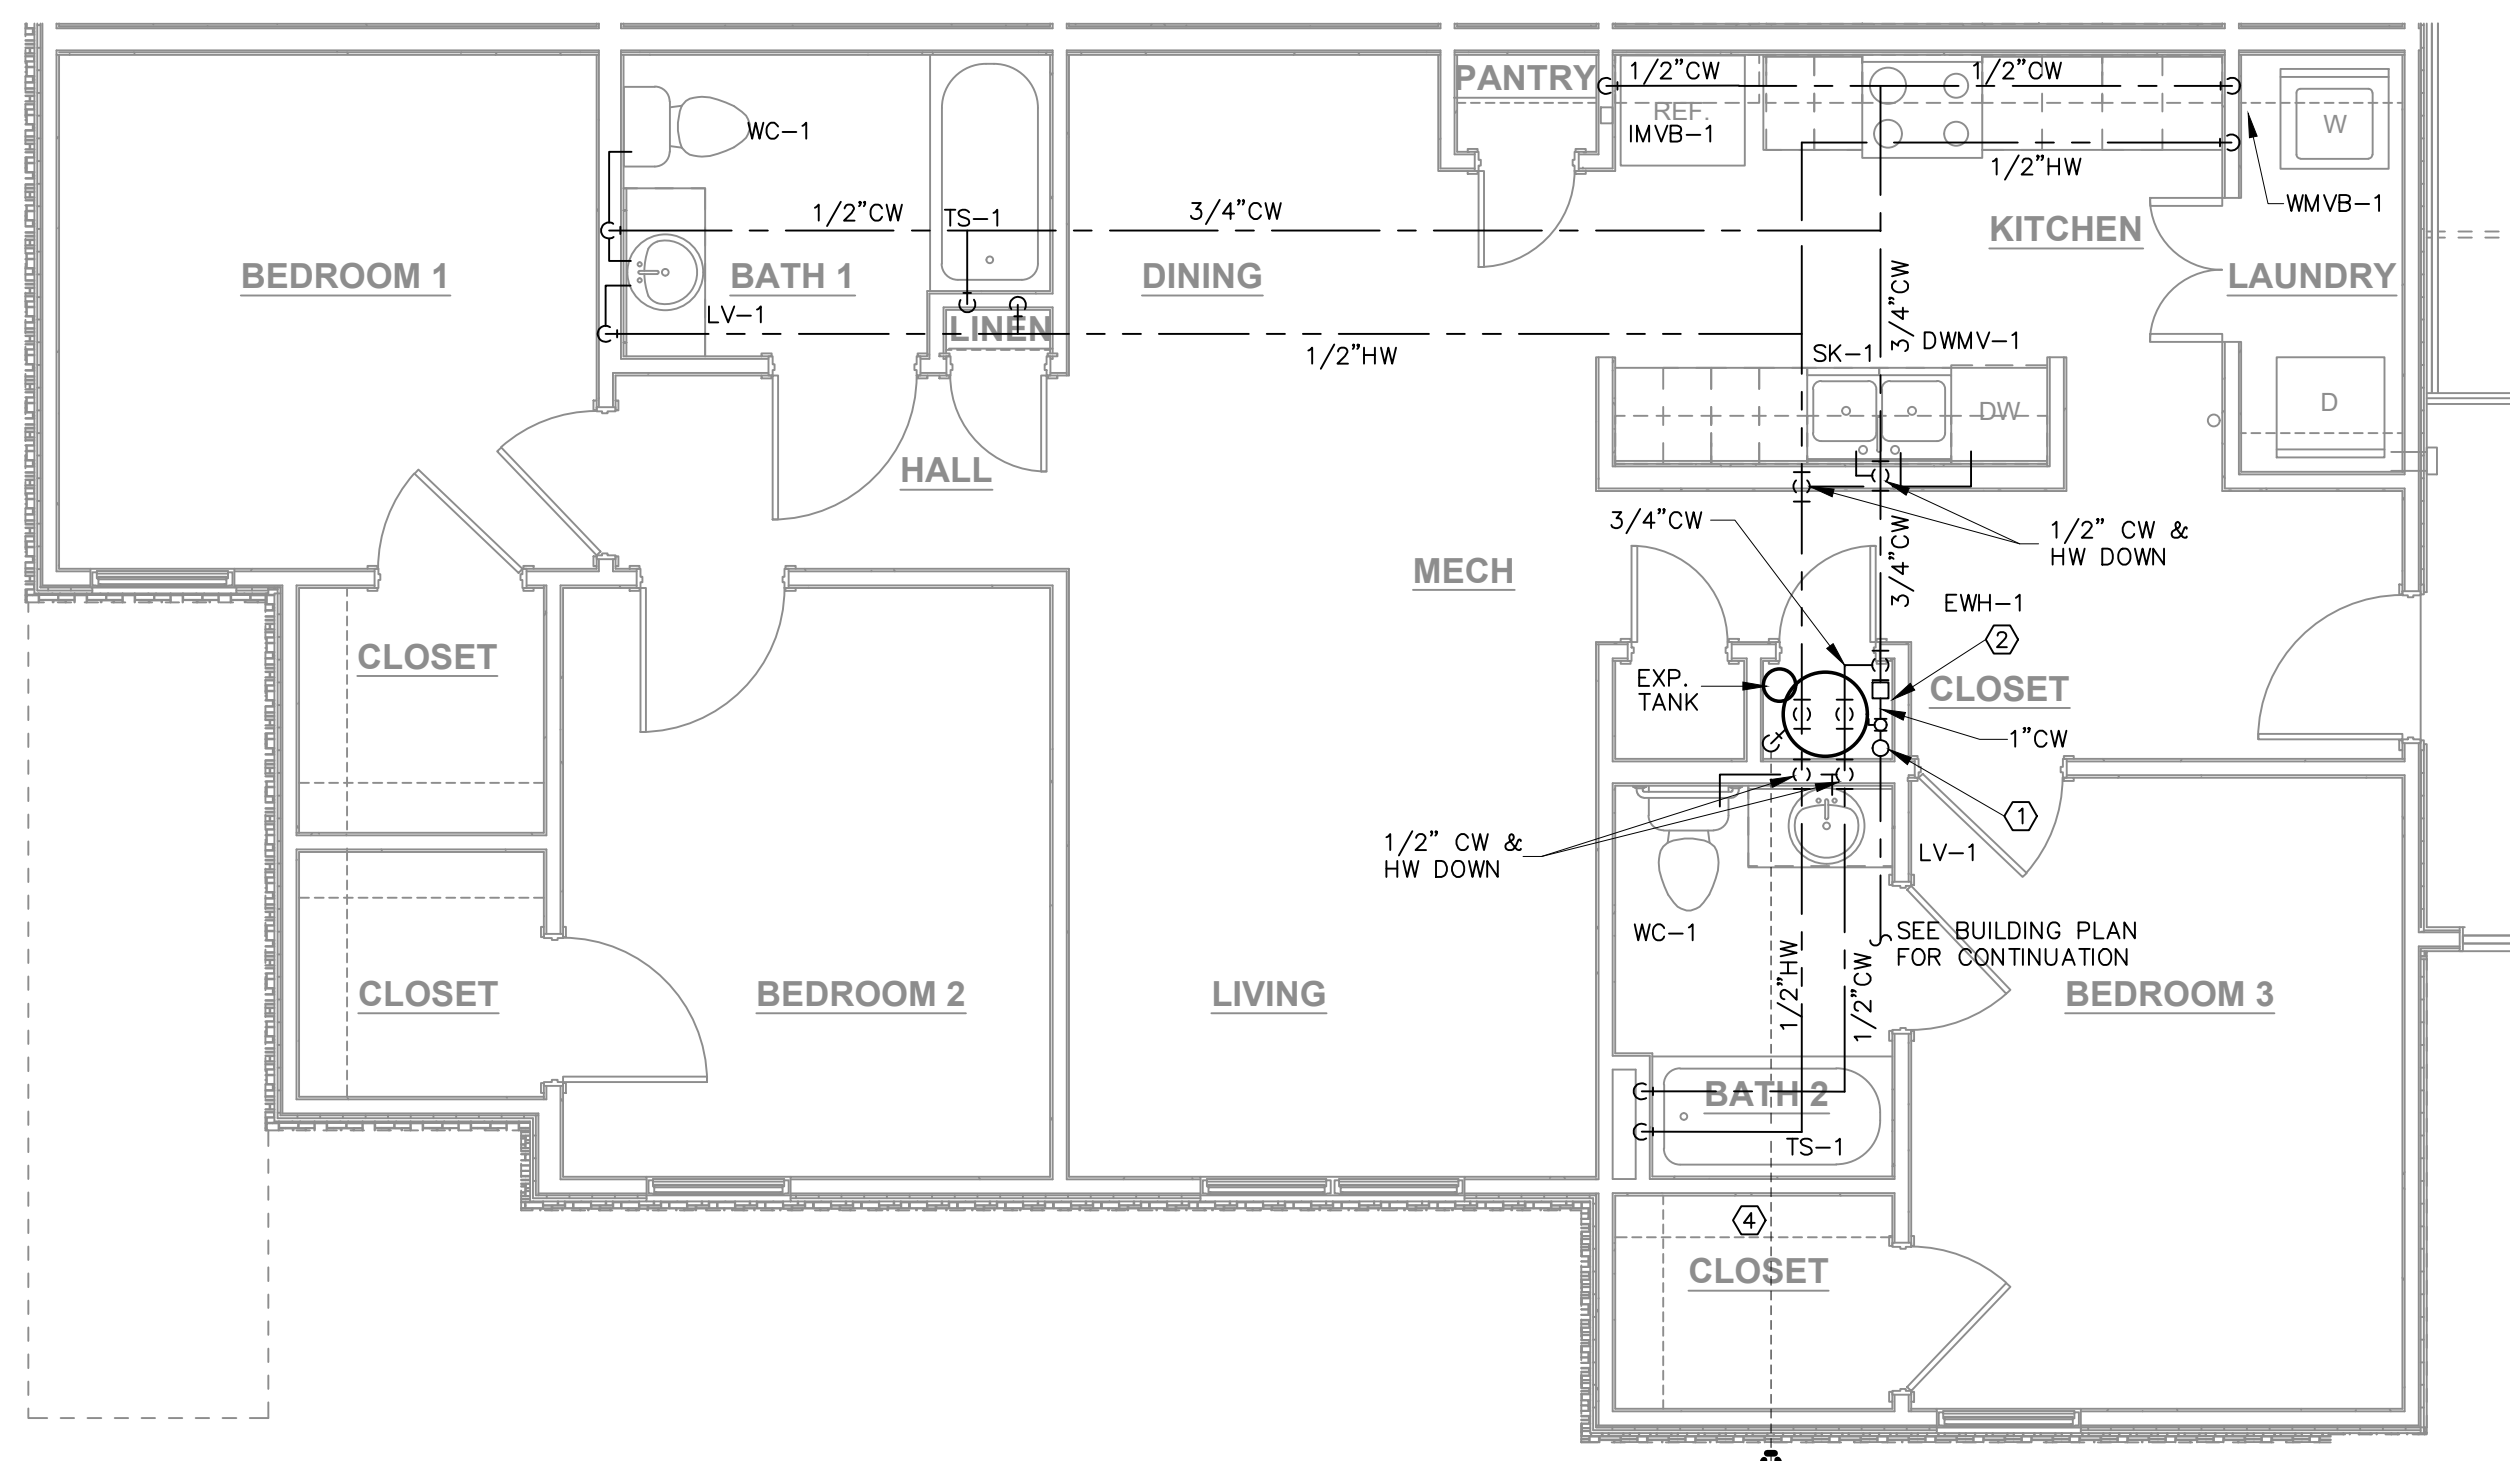 PANTRY
1/2”CW
1/2”CW
REF.
IMVB-1
W
WC-1
1/2”HW
WMVB-1
1/2”CW
TS-1
3/4”CW
KITCHEN
BEDROOM 1
BATH 1
DINING
LAUNDRY
3/4”CW
LV-1
LINEN
1/2”HW
SK-1
DWMV-1
DW
D
HALL
3/4”CW
1/2” CW &
HW DOWN
3/4”CW
MECH
EWH-1
2
CLOSET
EXP.
TANK
CLOSET
1”CW
1
1/2” CW &
HW DOWN
LV-1
WC-1
SEE BUILDING PLAN
FOR CONTINUATION
1/2”HW
1/2”CW
CLOSET
BEDROOM 2
LIVING
BEDROOM 3
BATH 2
TS-1
4
CLOSET